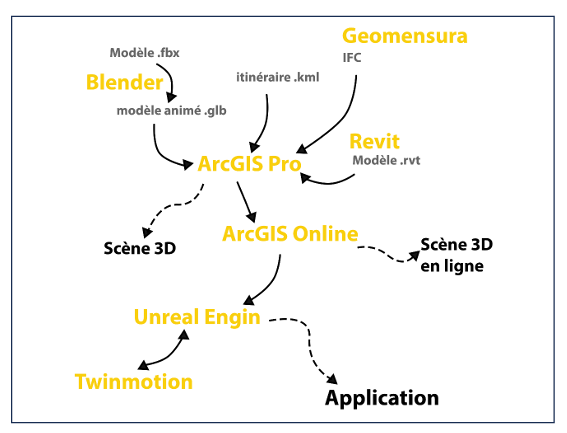 Geomensura
IFC
Modèle .fbx
Blender
modèle animé .glb
itinéraire .kml
Revit
Modèle .rvt
ArcGIS Pro
Scène 3D
ArcGIS Online
Scène 3D
en ligne
Unreal Engin
Twinmotion
Application